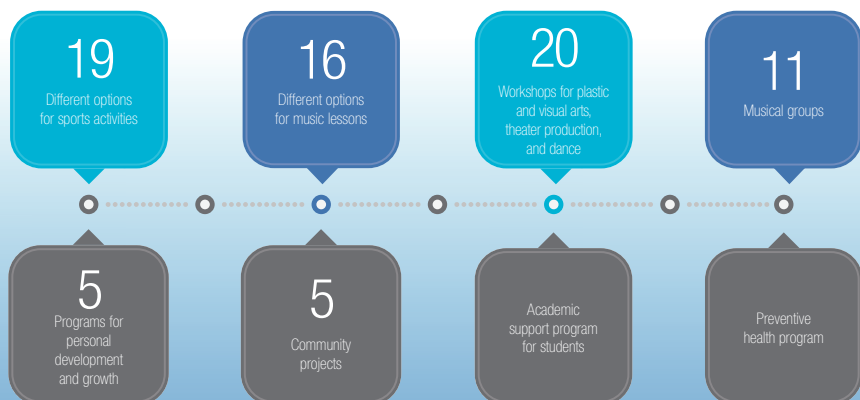 19
Different options
for sports activities
16
Different options
for music lessons
20
Workshops for plastic
and visual arts,
theater production,
and dance
11
Musical groups
5
Programs for
personal
development
and growth
5
Community
projects
Academic
support program
for students
Preventive
health program